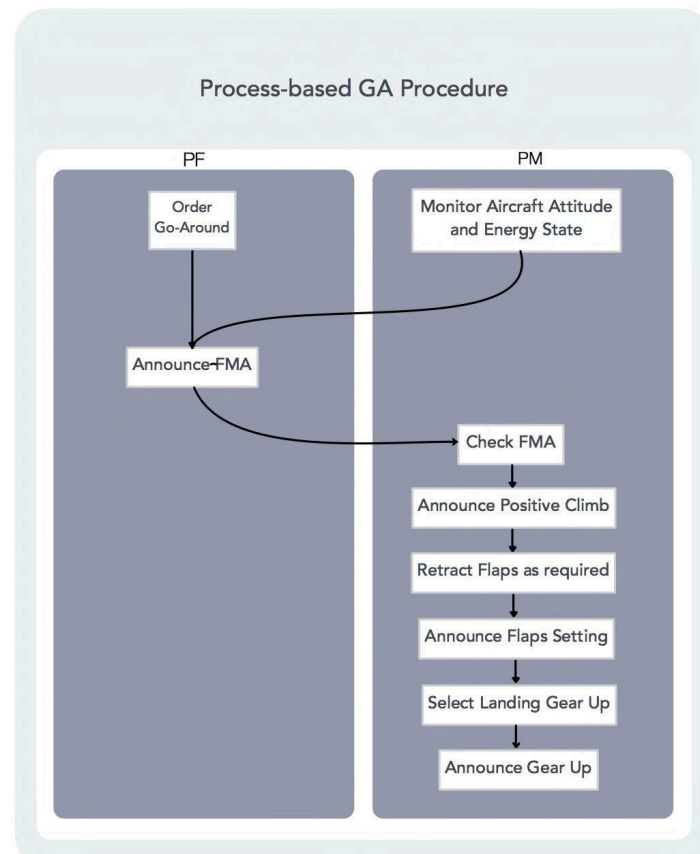 Process-based GA Procedure
PF
PM
Order
Go-Around
Monitor Aircraft Attitude
and Energy State
Announce-FMA
Check FMA
Announce Positive Climb
Retract Flaps as required
Announce Flaps Setting
Select Landing Gear Up
Announce Gear Up